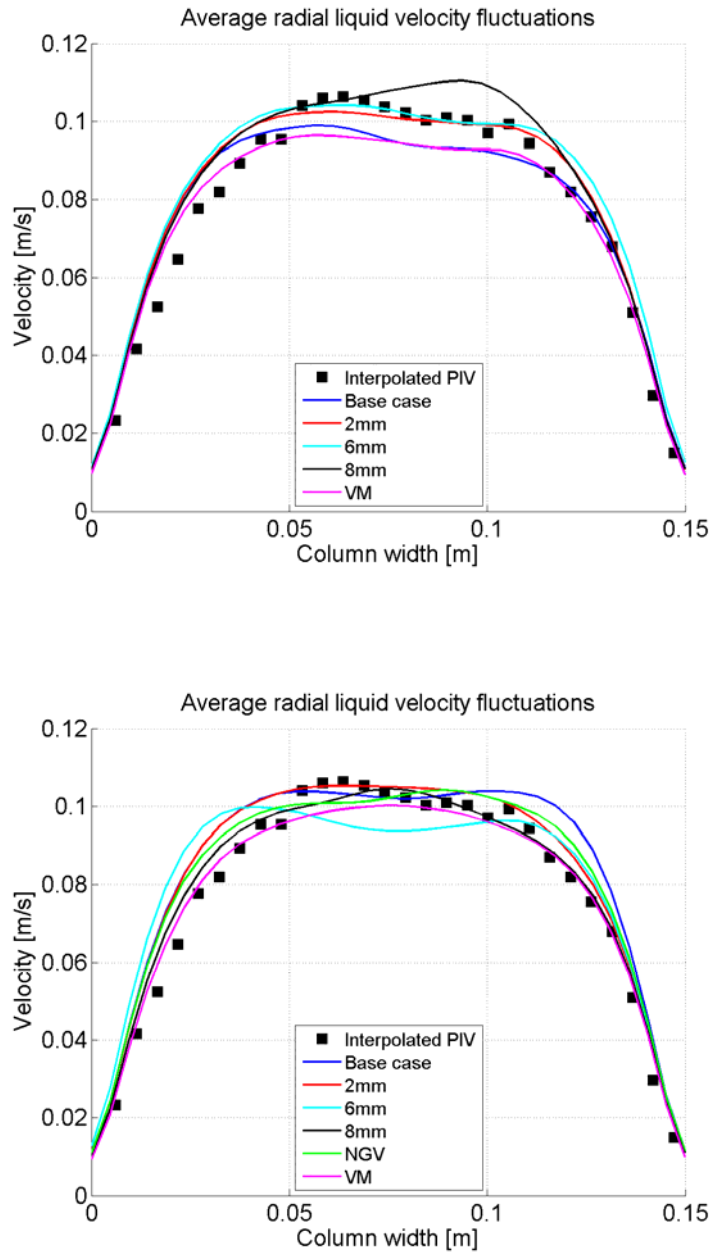 Average radial liquid velocity fluctuations
0.12
0.1
0.08
0.06
0.04
0.02
0
Velocity [m/s]
Interpolated PIV
Base case
2mm
6mm
8mm
VM
0
0.05
0.1
0.15
Column width [m]
Average radial liquid velocity fluctuations
0.12
0.1
0.08
0.06
0.04
0.02
0
Velocity [m/s]
Interpolated PIV
Base case
2mm
6mm
8mm
NGV
VM
0
0.05
0.1
0.15
Column width [m]